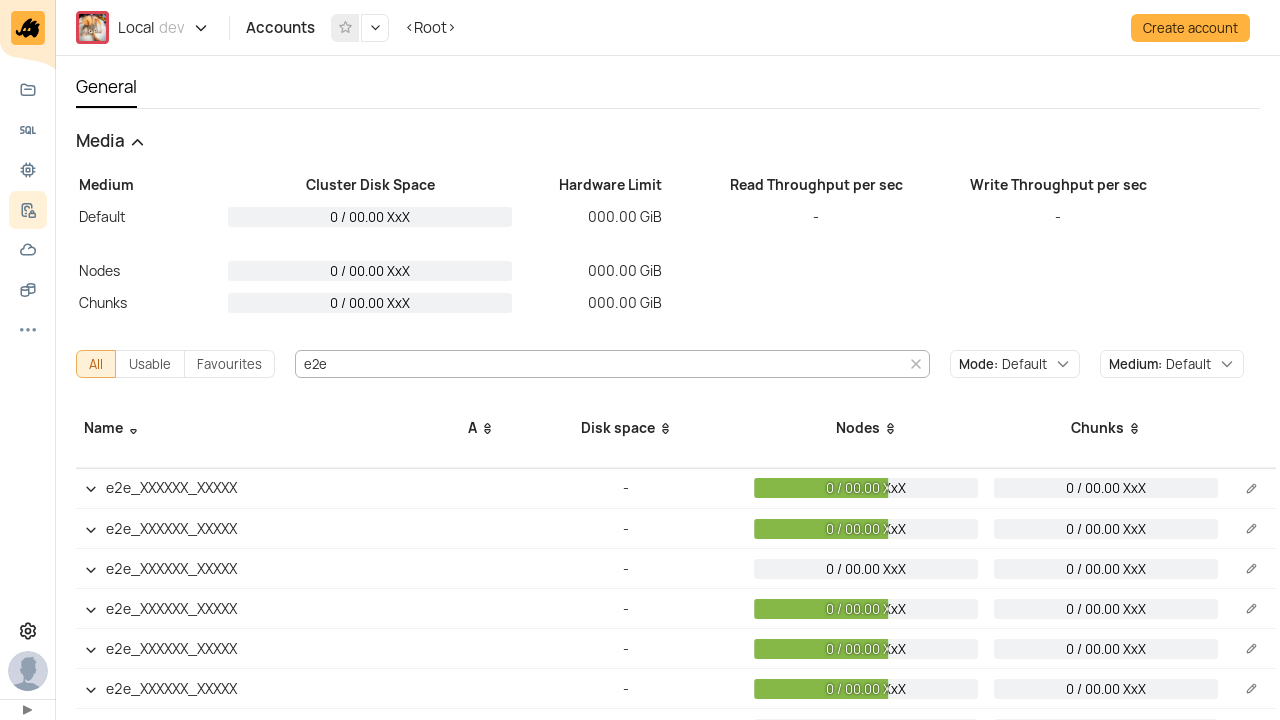 Local dev
Accounts
<Root>
Create account
SQL
General
Media
Medium Cluster Disk Space Hardware Limit Read Throughput per sec Write Throughput per sec
Default 0 / 00.00 XxX 000.00 GiB - -
Nodes 0 / 00.00 XxX 000.00 GiB
Chunks 0 / 00.00 XxX 000.00 GiB
All Usable Favourites e2e Mode: Default Medium: Default
Name A Disk space Nodes Chunks
e2e_XXXXXX_XXXXX - 0 / 00.00 XxX 0 / 00.00 XxX
e2e_XXXXXX_XXXXX - 0 / 00.00 XxX 0 / 00.00 XxX
e2e_XXXXXX_XXXXX - 0 / 00.00 XxX 0 / 00.00 XxX
e2e_XXXXXX_XXXXX - 0 / 00.00 XxX 0 / 00.00 XxX
e2e_XXXXXX_XXXXX - 0 / 00.00 XxX 0 / 00.00 XxX
e2e_XXXXXX_XXXXX - 0 / 00.00 XxX 0 / 00.00 XxX